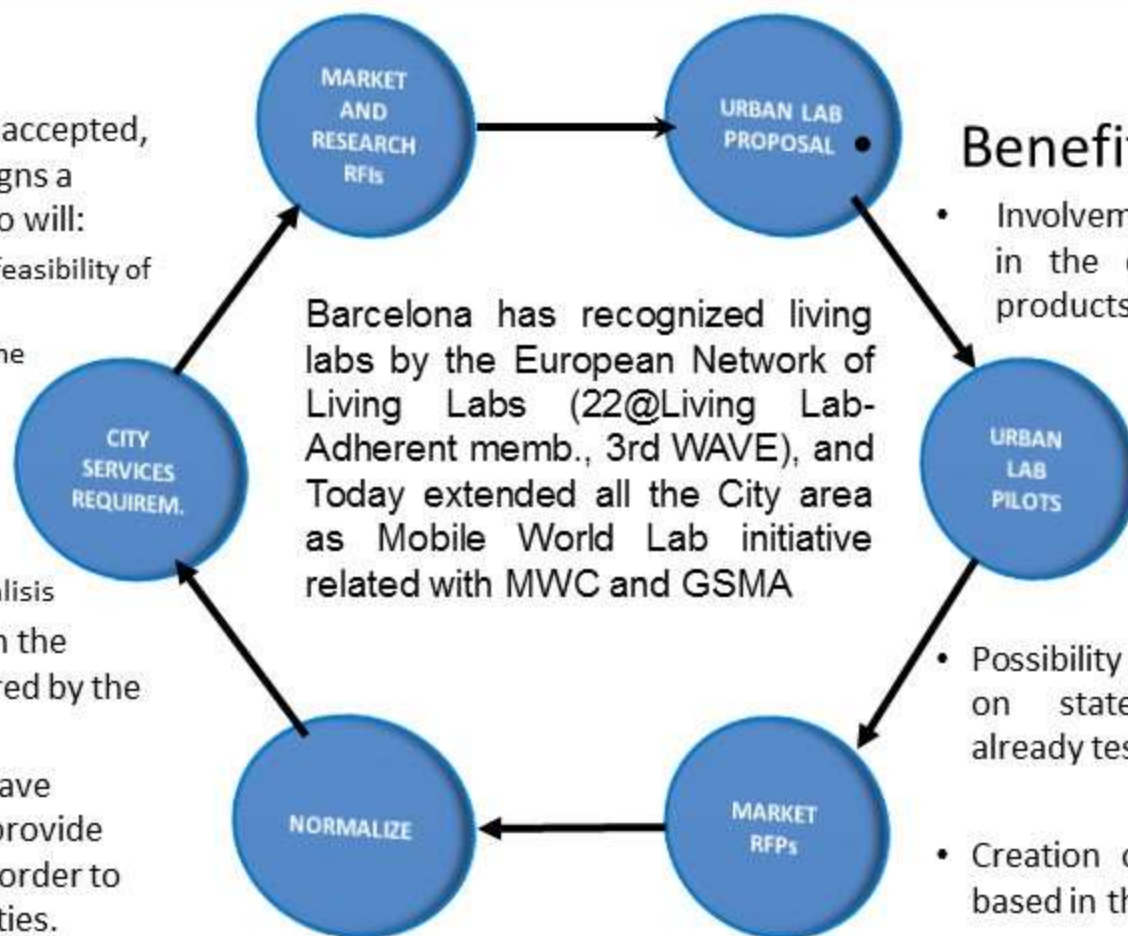 accepted,
gns a
o will:
feasibility of
ne
alisis
n the
red by the
ave
provide
order to
ties.
MARKET
AND
RESEARCH
RFIs
URBAN LAB
PROPOSAL
URBAN
LAB
PILOTS
MARKET
RFPs
NORMALIZE
CITY
SERVICES
REQUIREM.
Barcelona has recognized living
labs by the European Network of
Living Labs (22@Living Lab-
Adherent memb., 3rd WAVE), and
Today extended all the City area
as Mobile World Lab initiative
related with MWC and GSMA
Benefi
• Involvem
in the
products
• Possibility
on state
already tes
• Creation
based in th